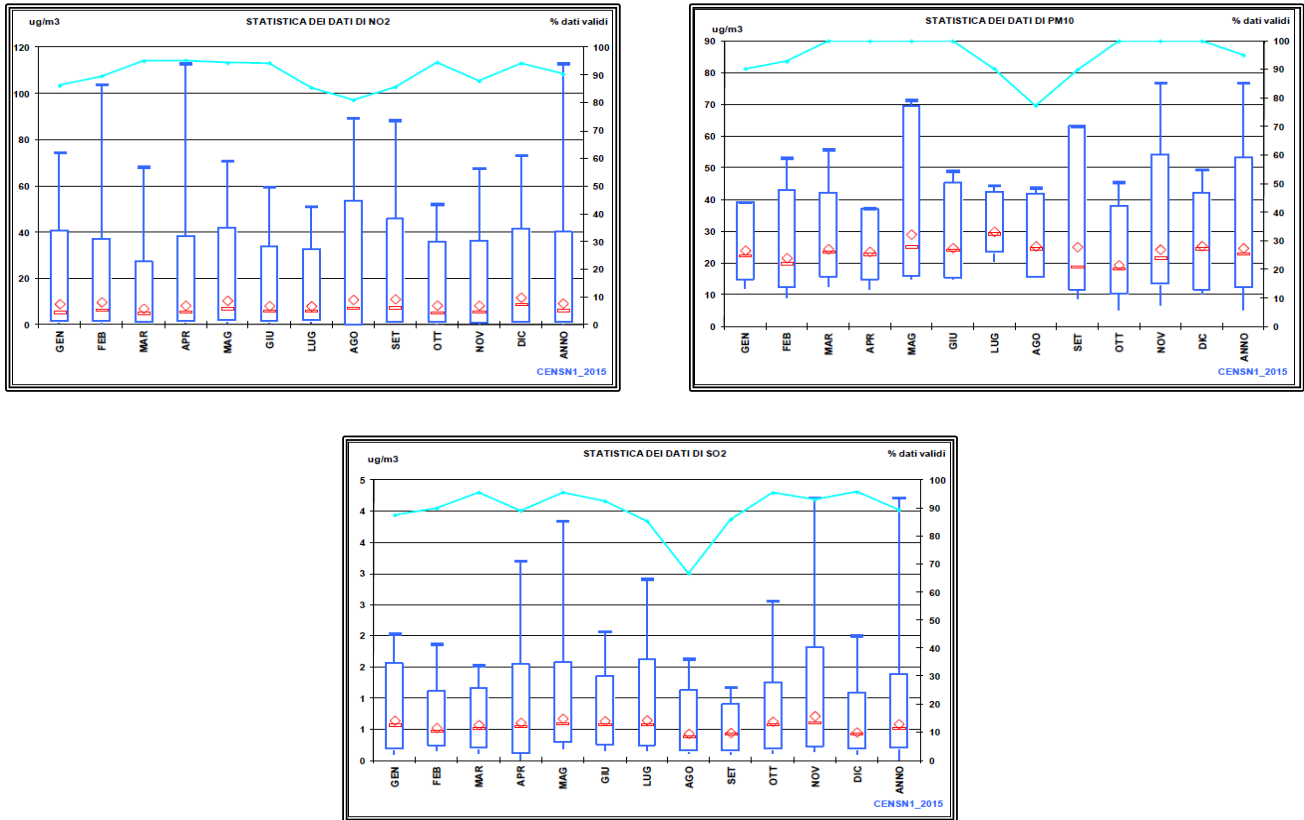 STATISTICA DEI DATI DI NO2
ug/m3 % dati validi
120 100
100 90
80 80
60 70
40 60
20 50
0 40
30
20
10
0
GEN FEB MAR APR MAG GIU LUG AGO SET OTT NOV DIC ANNO
CENSN1_2015
STATISTICA DEI DATI DI PM10
ug/m3 % dati validi
90 100
80 90
70 80
60 70
50 60
40 50
30 40
20 30
10 20
0 10
0
GEN FEB MAR APR MAG GIU LUG AGO SET OTT NOV DIC ANNO
CENSN1_2015
STATISTICA DEI DATI DI SO2
ug/m3 % dati validi
5 100
4 90
4 80
3 70
3 60
2 50
2 40
1 30
1 20
0 10
0
GEN FEB MAR APR MAG GIU LUG AGO SET OTT NOV DIC ANNO
CENSN1_2015